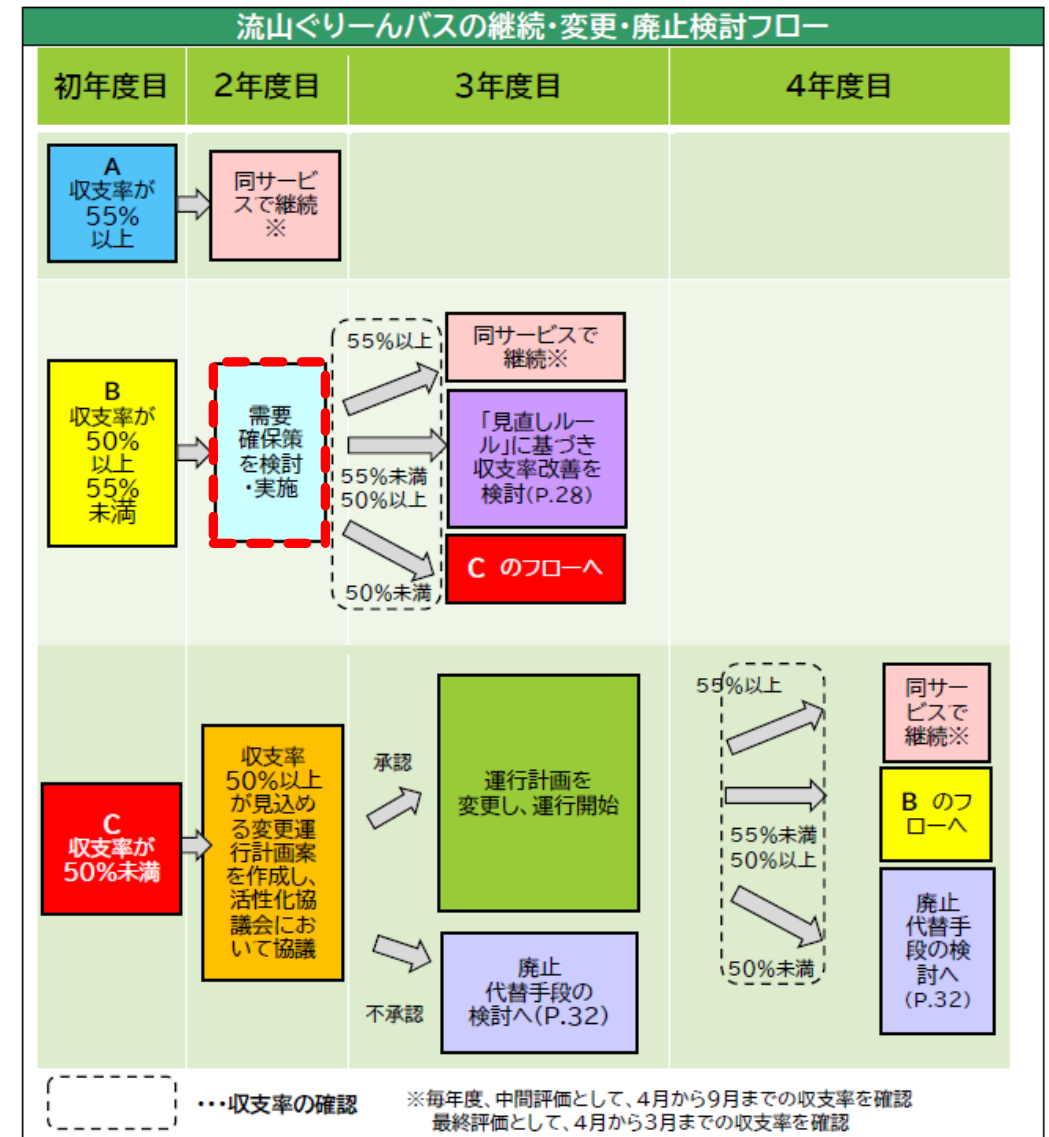 流山ぐりーんバスの継続・変更・廃止検討フロー
初年度目
2年度目
3年度目
4年度目
A
収支率が
55%
以上
同サービ
スで継続
※
B
収支率が
50%
以上
55%
未満
需要
確保策
を検討
・実施
55%以上
55%未満
50%以上
50%未満
同サービスで
継続※
「見直しルー
ル」に基づき
収支率改善を
検討(P.28)
C のフローへ
C
収支率が
50%未満
収支率
50%以上
が見込め
る変更運
行計画案
を作成し、
活性化協
議会にお
いて協議
承認
不承認
運行計画を
変更し、運行開始
廃止
代替手段の
検討へ(P.32)
55%以上
55%未満
50%以上
50%未満
同サー
ビスで
継続※
B のフ
ローへ
廃止
代替手
段の検
討へ
(P.32)
・・・収支率の確認
※毎年度、中間評価として、4月から9月までの収支率を確認
最終評価として、4月から3月までの収支率を確認